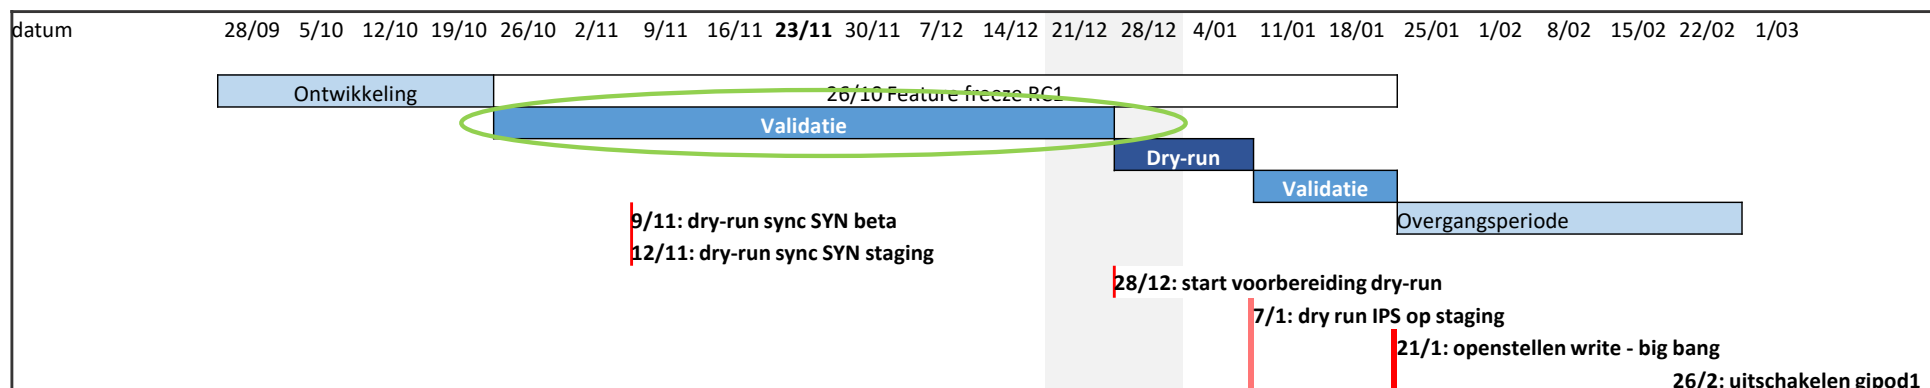 datum 28/09 5/10 12/10 19/10 26/10 2/11 9/11 16/11 23/11 30/11 7/12 14/12 21/12 28/12 4/01 11/01 18/01 25/01 1/02 8/02 15/02 22/02 1/03
Ontwikkeling 26/10 Feature freeze RC1
Validatie
Dry-run
Validatie
9/11: dry-run sync SYN beta Overgangsperiode
12/11: dry-run sync SYN staging
28/12: start voorbereiding dry-run
7/1: dry run IPS op staging
21/1: openstellen write - big bang
26/2: uitschakelen gipod1